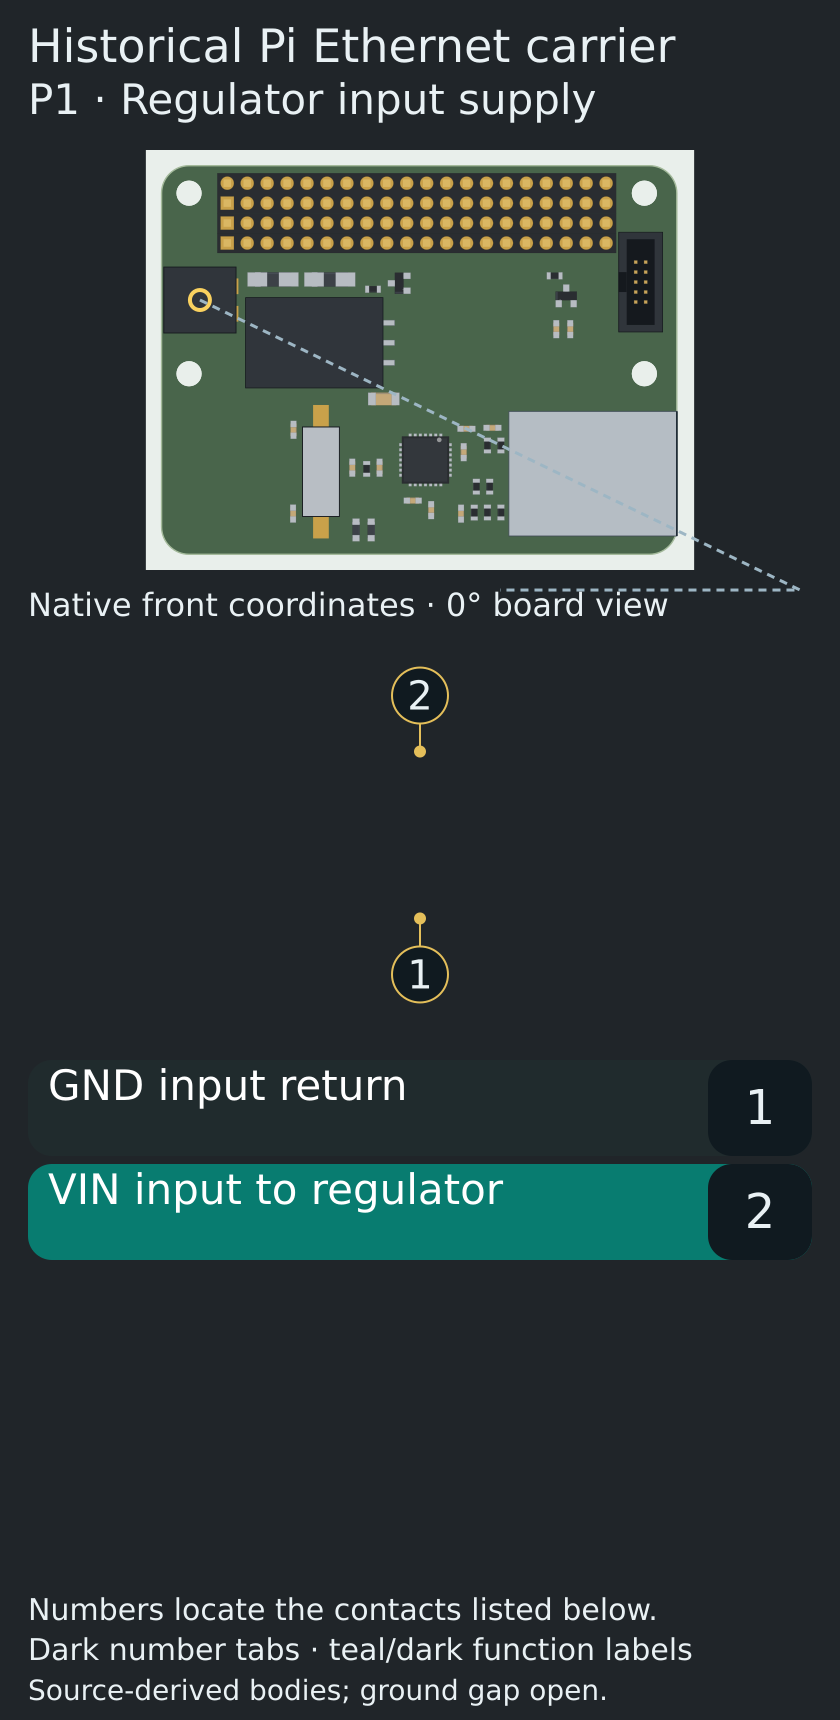 Historical Pi Ethernet carrier
P1 · Regulator input supply
Native front coordinates · 0° board view
2
1
GND input return 1
VIN input to regulator 2
Numbers locate the contacts listed below.
Dark number tabs · teal/dark function labels
Source-derived bodies; ground gap open.